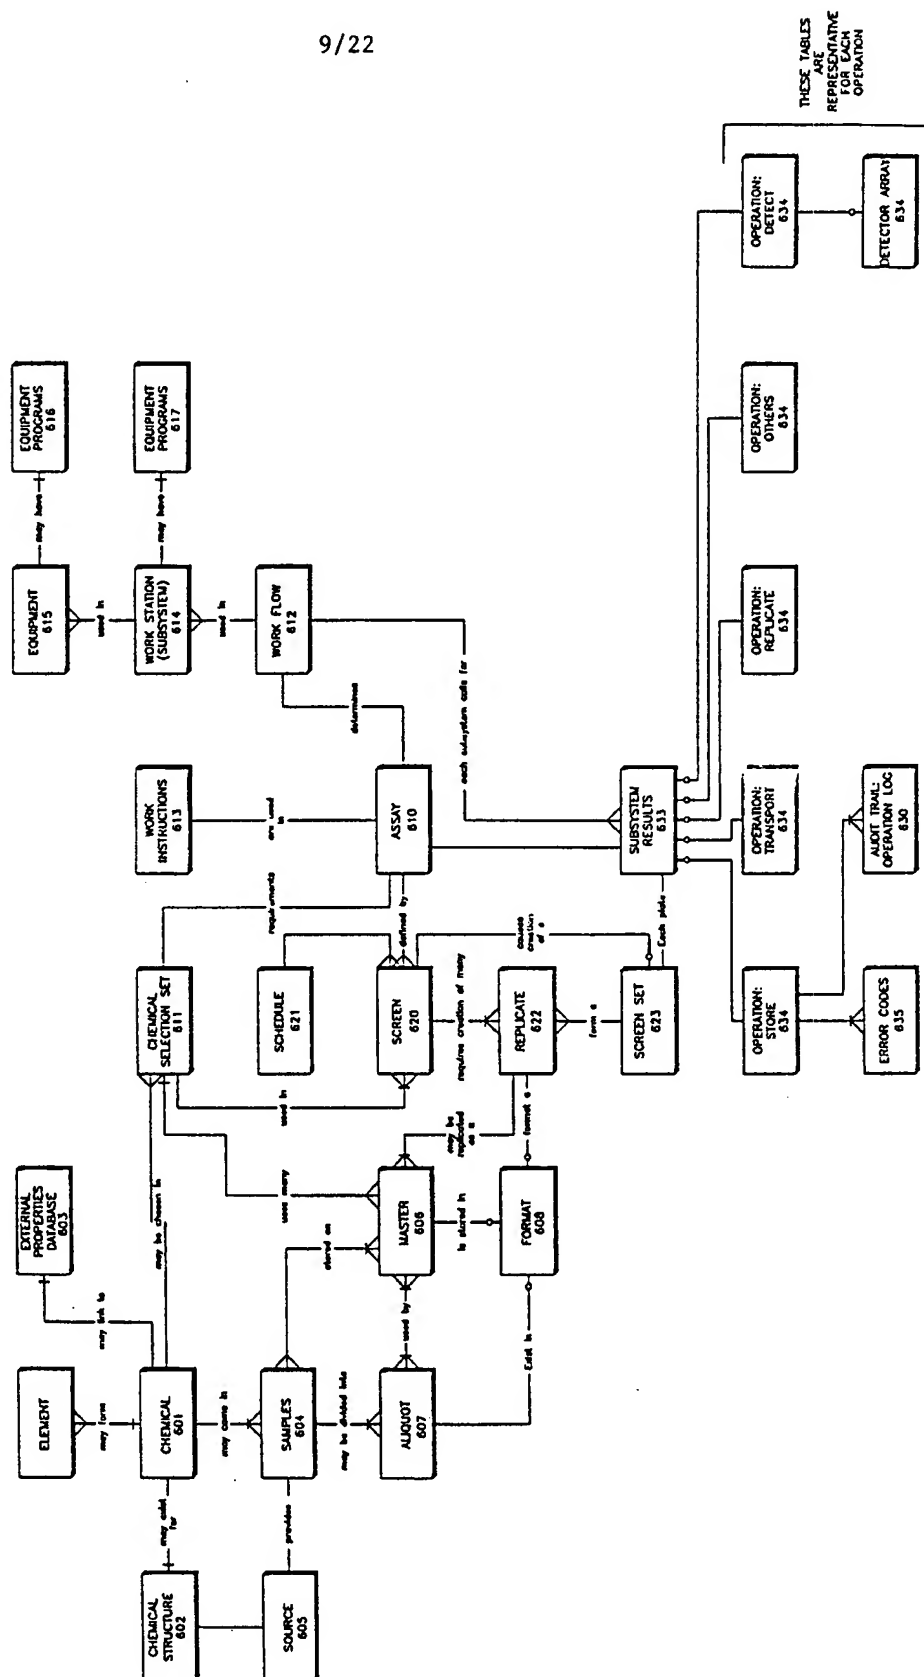 9/22
THESE TABLES
ARE
REPRESENTATIVE
FOR EACH
OPERATION
EQUIPMENT
PROGRAMS
616
EQUIPMENT
PROGRAMS
617
may have
may have
EQUIPMENT
615
used in
WORK STATION
(SUBSYSTEM)
614
used in
WORK FLOW
612
determines
each subsystem calls for
WORK
INSTRUCTIONS
613
are used
in
ASSAY
610
SUBSYSTEM
RESULTS
633
requirements
defined by
Each plate
CHEMICAL
SELECTION SET
611
SCHEDULE
621
SCREEN
620
requires creation of many
REPLICATE
622
form a
SCREEN SET
623
causes
creation
of a
used in
may be chosen in
uses many
may be
replicated
as a
format a
EXTERNAL
PROPERTIES
DATABASE
603
MASTER
606
is stored in
FORMAT
608
may link to
stored as
used by
Exist in
ELEMENT
may form
CHEMICAL
601
may come in
SAMPLES
604
may be divided into
ALIQUOT
607
may exist
for
provides
CHEMICAL
STRUCTURE
602
SOURCE
605
OPERATION:
DETECT
634
DETECTOR ARRAY
634
OPERATION:
OTHERS
634
OPERATION:
REPLICATE
634
OPERATION:
TRANSPORT
634
AUDIT TRAIL:
OPERATION LOG
630
OPERATION:
STORE
634
ERROR CODES
635